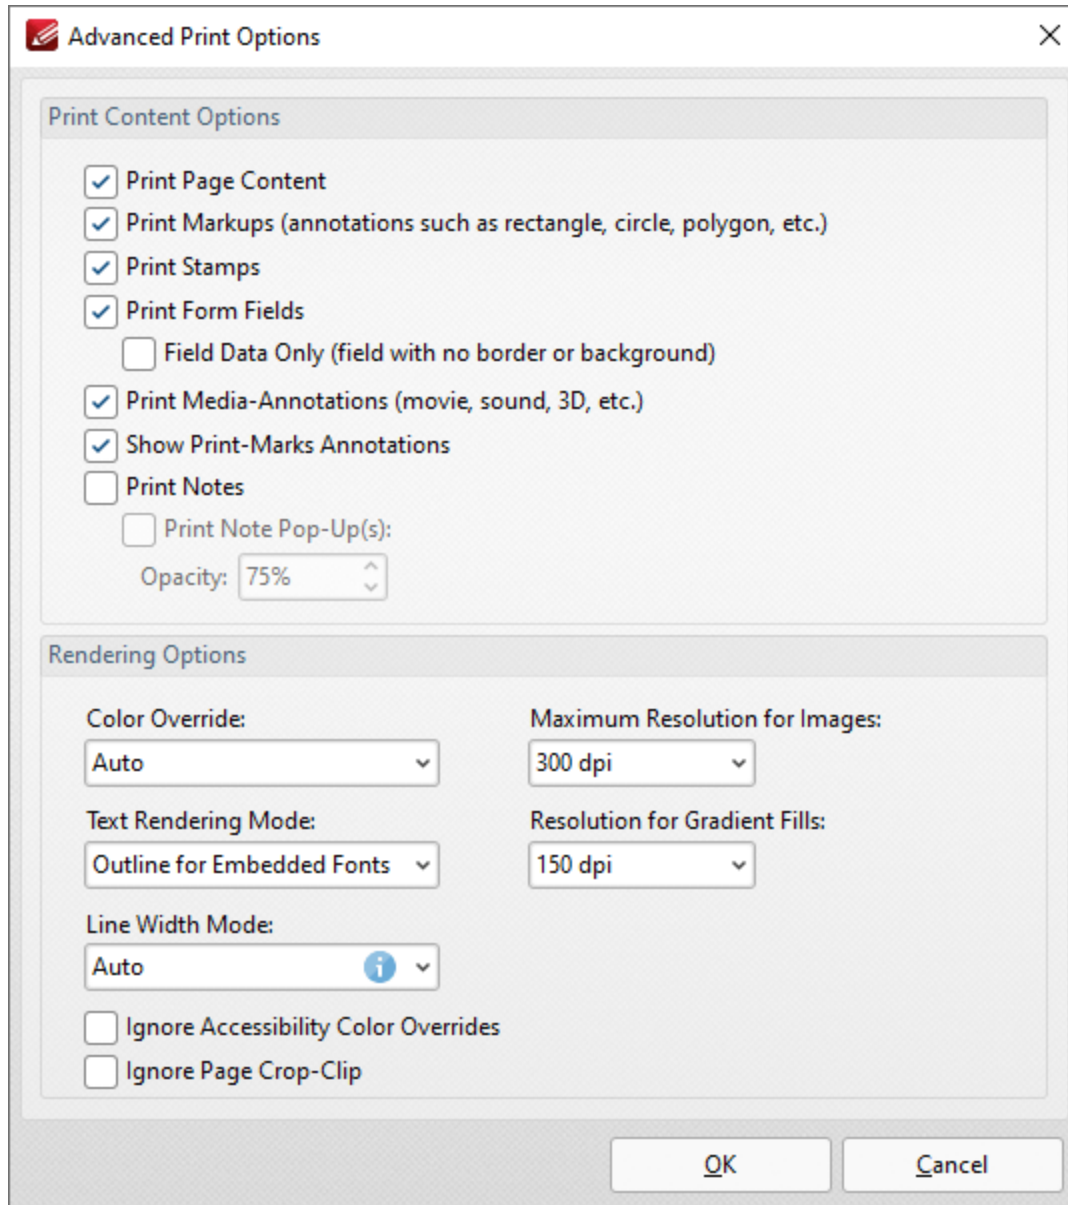 Advanced Print Options
Print Content Options
Print Page Content
Print Markups (annotations such as rectangle, circle, polygon, etc.)
Print Stamps
Print Form Fields
Field Data Only (field with no border or background)
Print Media-Annotations (movie, sound, 3D, etc.)
Show Print-Marks Annotations
Print Notes
Print Note Pop-Up(s):
Opacity: 75%
Rendering Options
Color Override:
Auto
Maximum Resolution for Images:
300 dpi
Text Rendering Mode:
Outline for Embedded Fonts
Resolution for Gradient Fills:
150 dpi
Line Width Mode:
Auto
Ignore Accessibility Color Overrides
Ignore Page Crop-Clip
OK
Cancel